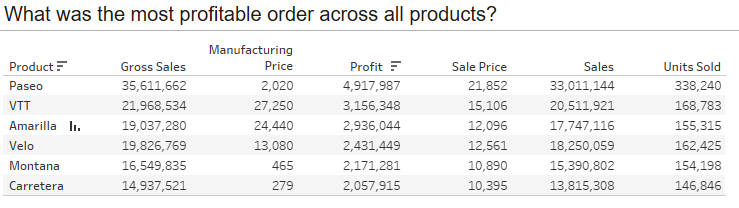 What was the most profitable order across all products?
Manufacturing
Product Gross Sales Price Profit Sale Price Sales Units Sold
Paseo 35,611,662 2,020 4,917,987 21,852 33,011,144 338,240
VTT 21,968,534 27,250 3,156,348 15,106 20,511,921 168,783
Amarilla 19,037,280 24,440 2,936,044 12,096 17,747,116 155,315
Velo 19,826,769 13,080 2,431,449 12,561 18,250,059 162,425
Montana 16,549,835 465 2,171,281 10,890 15,390,802 154,198
Carretera 14,937,521 279 2,057,915 10,395 13,815,308 146,846